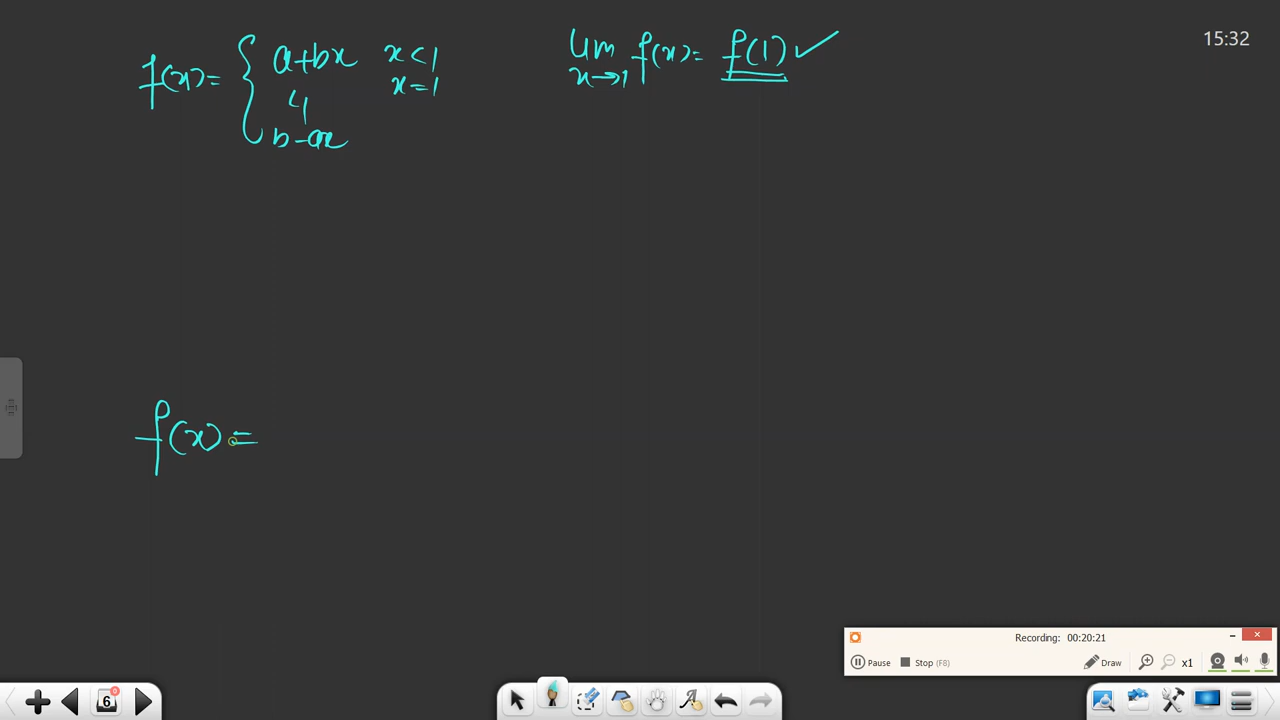 15:32
f(x)= { a+bx x<1
4 x=1
b-ax
lim x→1 f(x)= f(1) ✓
f(x)=
Recording: 00:20:21
Pause Stop (F8) Draw x1
6 0